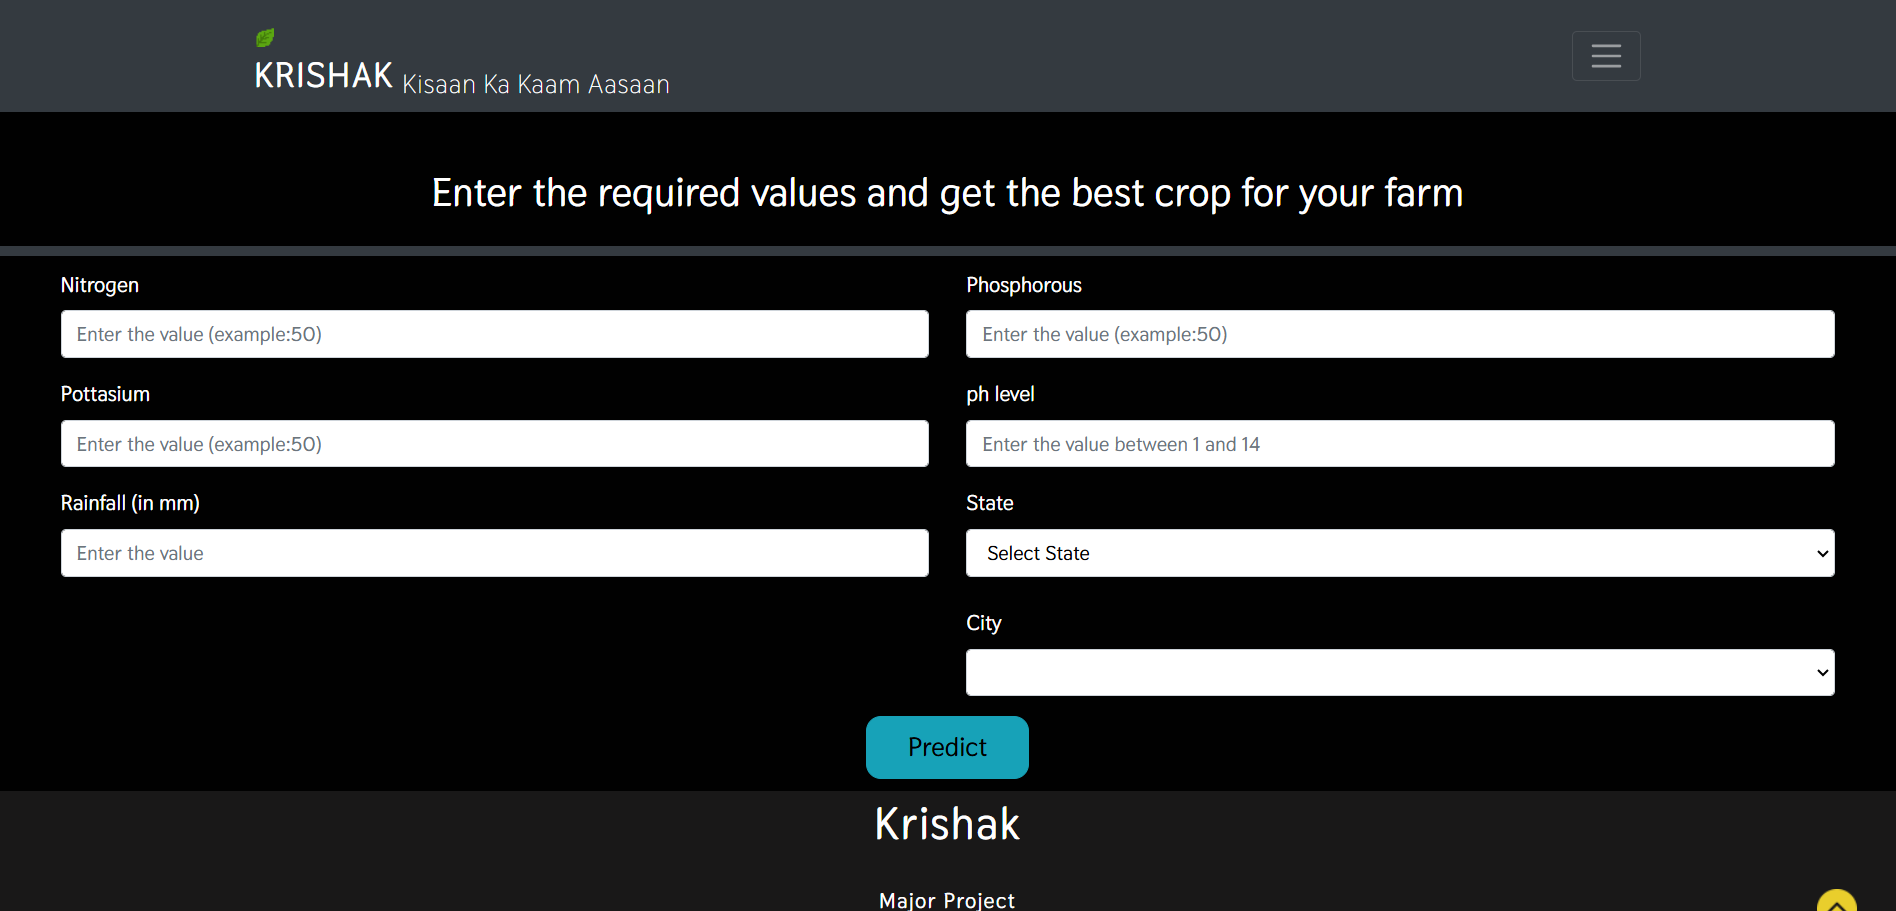 KRISHAK Kisaan Ka Kaam Aasaan
Enter the required values and get the best crop for your farm
Nitrogen
Enter the value (example:50)
Phosphorous
Enter the value (example:50)
Pottasium
Enter the value (example:50)
ph level
Enter the value between 1 and 14
Rainfall (in mm)
Enter the value
State
Select State
City
Predict
Krishak
Major Project